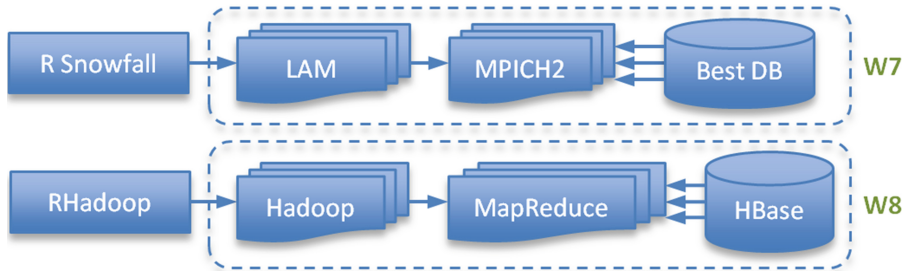 R Snowfall
LAM
MPICH2
Best DB
W7
RHadoop
Hadoop
MapReduce
HBase
W8